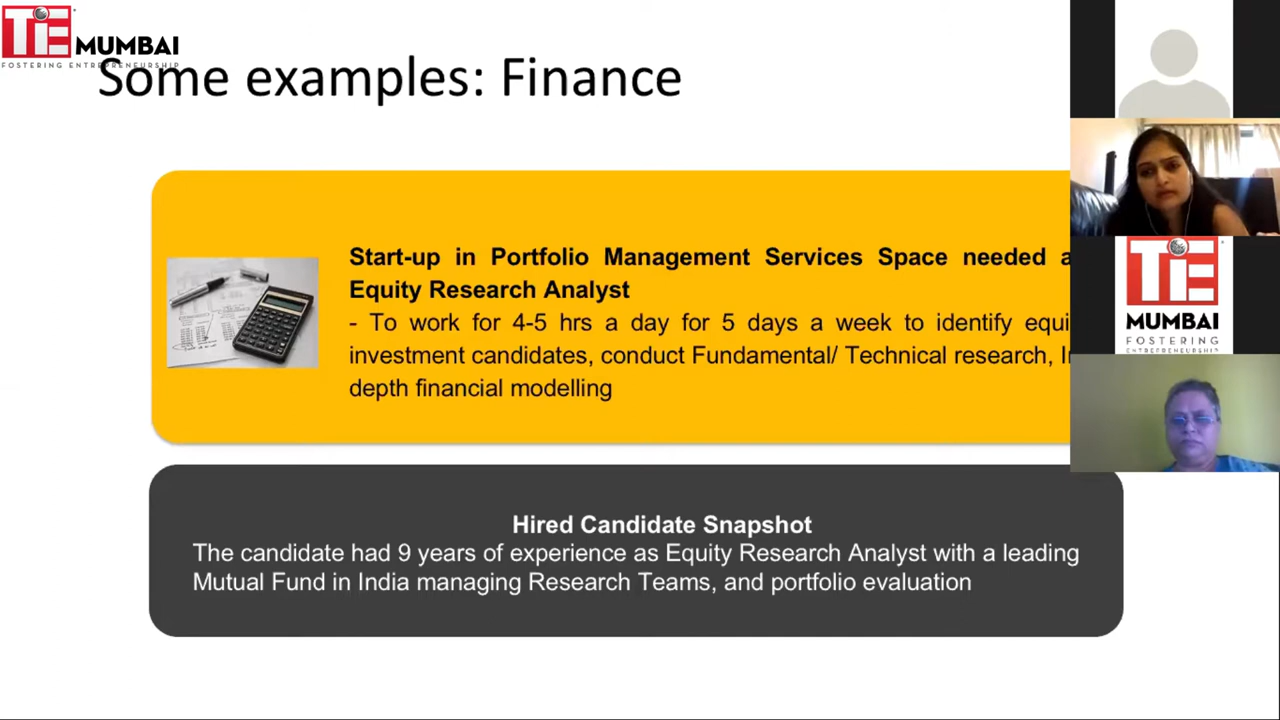 TiE MUMBAI
FOSTERING ENTREPRENEURSHIP
Some examples: Finance
Start-up in Portfolio Management Services Space needed a
Equity Research Analyst
- To work for 4-5 hrs a day for 5 days a week to identify equi
investment candidates, conduct Fundamental/ Technical research, I
depth financial modelling
Hired Candidate Snapshot
The candidate had 9 years of experience as Equity Research Analyst with a leading
Mutual Fund in India managing Research Teams, and portfolio evaluation
TiE
MUMBAI
FOSTERING
ENTREPRENEURSHIP